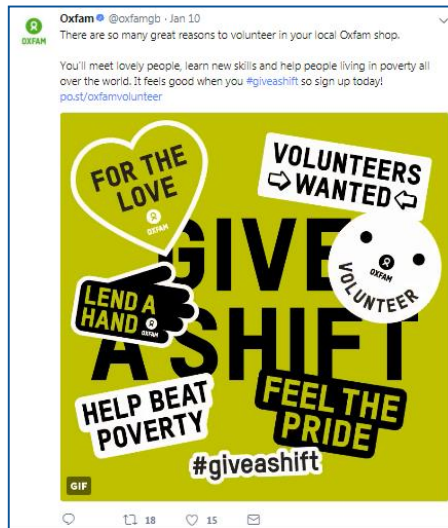 Oxfam @oxfamgb · Jan 10
OXFAM
There are so many great reasons to volunteer in your local Oxfam shop.
You'll meet lovely people, learn new skills and help people living in poverty all
over the world. It feels good when you #giveashift so sign up today!
po.st/oxfamvolunteer
FOR THE
LOVE
OXFAM
VOLUNTEERS
⇨WANTED⇦
GIVE
OXFAM
VOLUNTEER
LEND A
HAND
OXFAM
A SHIFT
HELP BEAT
POVERTY
FEEL THE
PRIDE
#giveashift
GIF
18
15